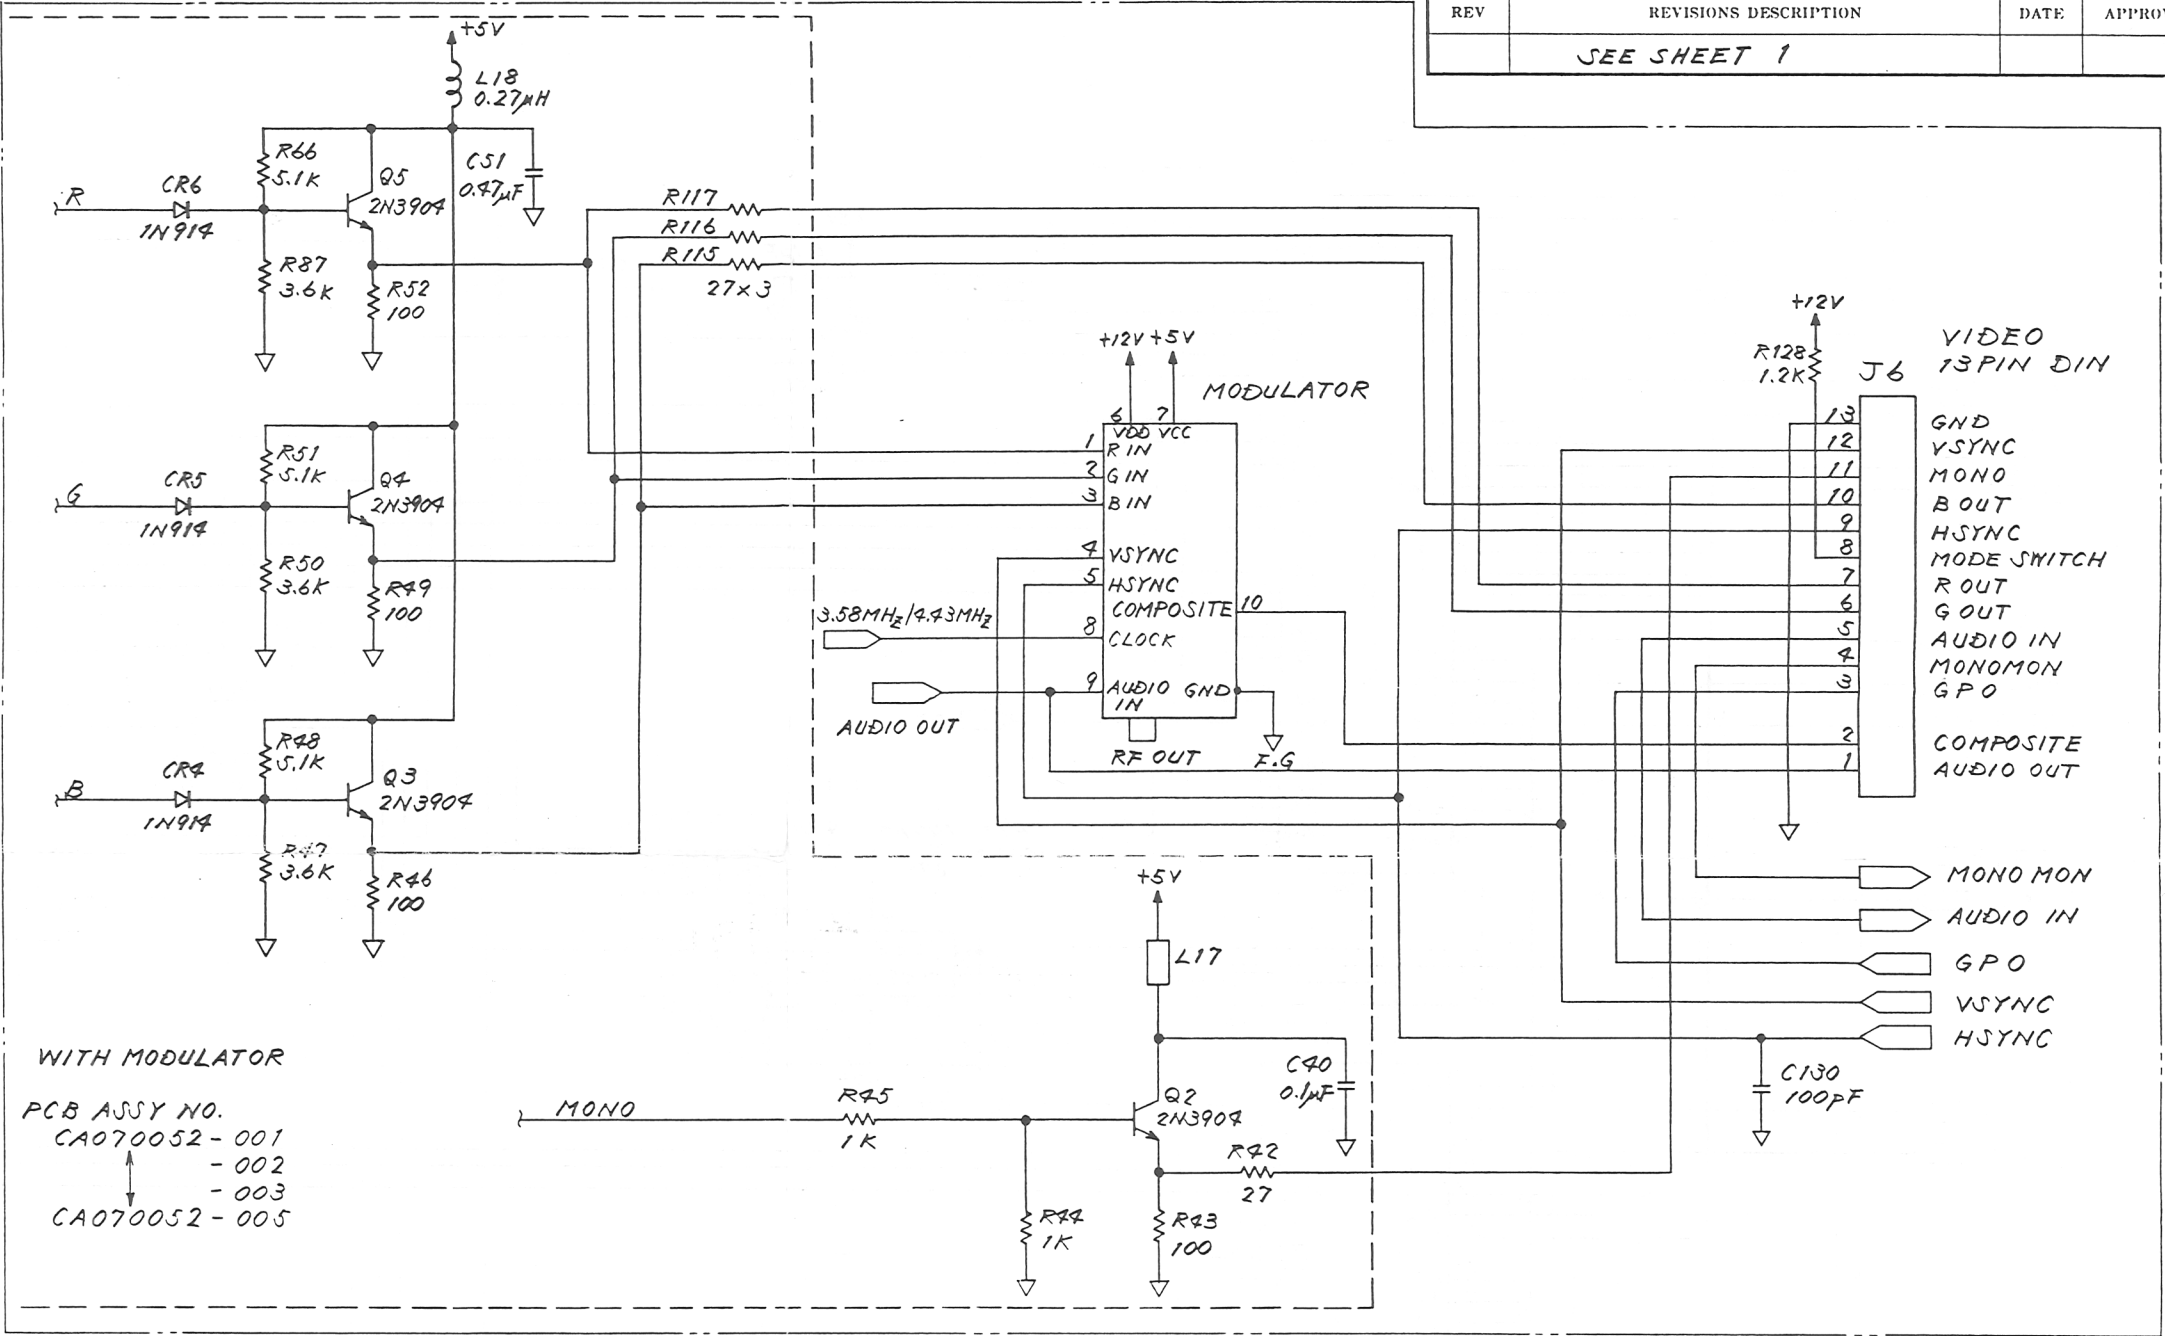 REV REVISIONS DESCRIPTION DATE APPROV
SEE SHEET 1
+5V
L18
0.27µH
R66
5.1K
C51
0.47µF
Q5
2N3904
R
CR6
1N914
R87
3.6K
R52
100
R117
R116
R115
27x3
R51
5.1K
Q4
2N3904
G
CR5
1N914
R50
3.6K
R49
100
R48
5.1K
Q3
2N3904
B
CR4
1N914
R47
3.6K
R46
100
+12V +5V
MODULATOR
6 7
VDD VCC
1 R IN
2 G IN
3 B IN
4 VSYNC
5 HSYNC
COMPOSITE 10
3.58MHz/4.43MHz
8 CLOCK
9 AUDIO IN GND
AUDIO OUT
RF OUT
F.G
+12V
R128
1.2K
VIDEO
13PIN DIN
J6
13 GND
12 VSYNC
11 MONO
10 B OUT
9 HSYNC
8 MODE SWITCH
7 R OUT
6 G OUT
5 AUDIO IN
4 MONOMON
3 GPO
2 COMPOSITE
1 AUDIO OUT
MONO MON
AUDIO IN
GPO
VSYNC
HSYNC
C130
100pF
+5V
L17
C40
0.1µF
Q2
2N3904
MONO
R45
1K
R42
27
R44
1K
R43
100
WITH MODULATOR
PCB ASSY NO.
CA070052-001
-002
-003
CA070052-005